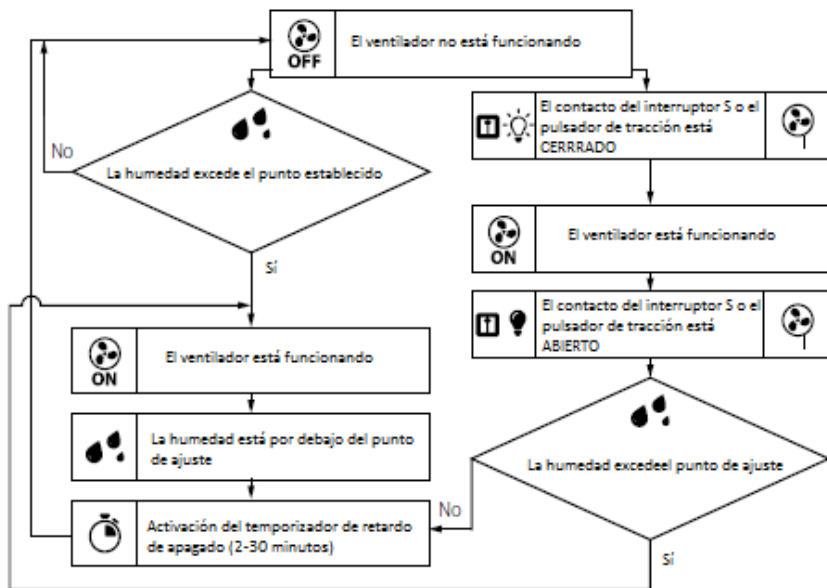 OFF
El ventilador no está funcionando
No
La humedad excede el punto establecido
Sí
El contacto del interruptor S o el
pulsador de tracción está
CERRRADO
ON
El ventilador está funcionando
El contacto del interruptor S o el
pulsador de tracción está
ABIERTO
ON
El ventilador está funcionando
La humedad está por debajo del punto
de ajuste
La humedad excedeel punto de ajuste
No
Activación del temporizador de retardo
de apagado (2-30 minutos)
Sí